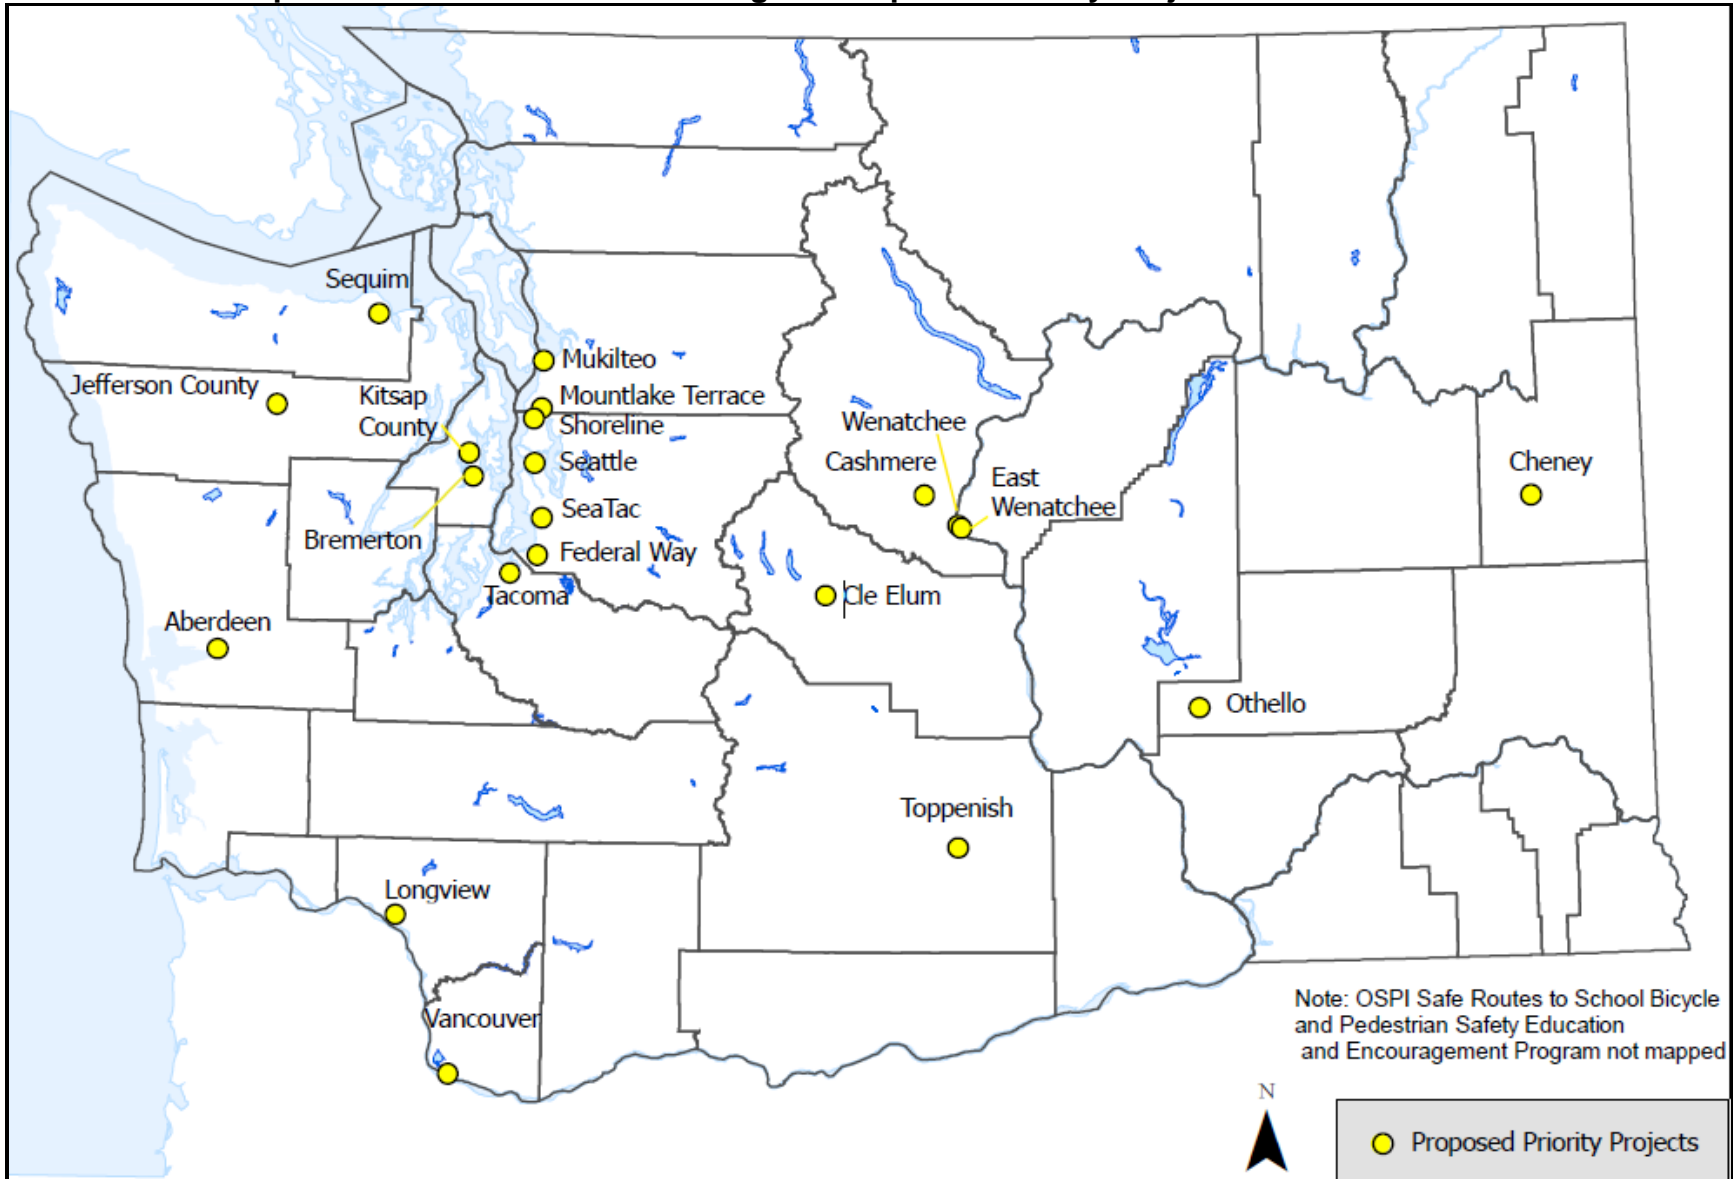 Sequim
Mukilteo
Jefferson County
Kitsap
County
Mountlake Terrace
Shoreline
Wenatchee
Seattle
Cashmere
East
Wenatchee
Cheney
SeaTac
Bremerton
Federal Way
Tacoma
Cle Elum
Aberdeen
Othello
Toppenish
Longview
Vancouver
Note: OSPI Safe Routes to School Bicycle
and Pedestrian Safety Education
and Encouragement Program not mapped
N
Proposed Priority Projects